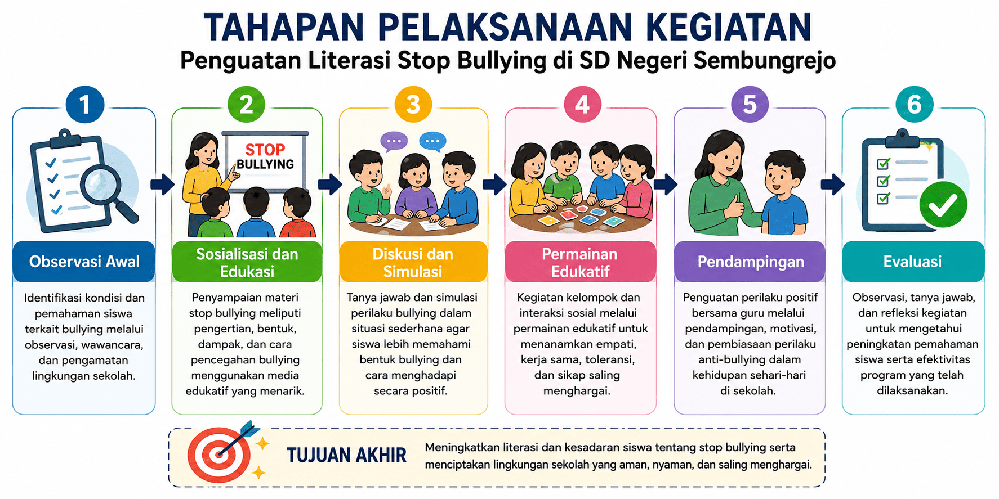 TAHAPAN PELAKSANAAN KEGIATAN
Penguatan Literasi Stop Bullying di SD Negeri Sembungrejo
1
Observasi Awal
Identifikasi kondisi dan
pemahaman siswa
terkait bullying melalui
observasi, wawancara,
dan pengamatan
lingkungan sekolah.
2
STOP
BULLYING
Sosialisasi dan
Edukasi
Penyampaian materi
stop bullying meliputi
pengertian, bentuk,
dampak, dan cara
pencegahan bullying
menggunakan media
edukatif yang menarik.
3
Diskusi dan
Simulasi
Tanya jawab dan simulasi
perilaku bullying dalam
situasi sederhana agar
siswa lebih memahami
bentuk bullying dan
cara menghadapi
secara positif.
4
Permainan
Edukatif
Kegiatan kelompok dan
interaksi sosial melalui
permainan edukatif untuk
menanamkan empati,
kerja sama, toleransi,
dan sikap saling
menghargai.
5
Pendampingan
Penguatan perilaku positif
bersama guru melalui
pendampingan, motivasi,
dan pembiasaan perilaku
anti-bullying dalam
kehidupan sehari-hari
di sekolah.
6
Evaluasi
Observasi, tanya jawab,
dan refleksi kegiatan
untuk mengetahui
peningkatan pemahaman
siswa serta efektivitas
program yang telah
dilaksanakan.
TUJUAN AKHIR
Meningkatkan literasi dan kesadaran siswa tentang stop bullying serta
menciptakan lingkungan sekolah yang aman, nyaman, dan saling menghargai.